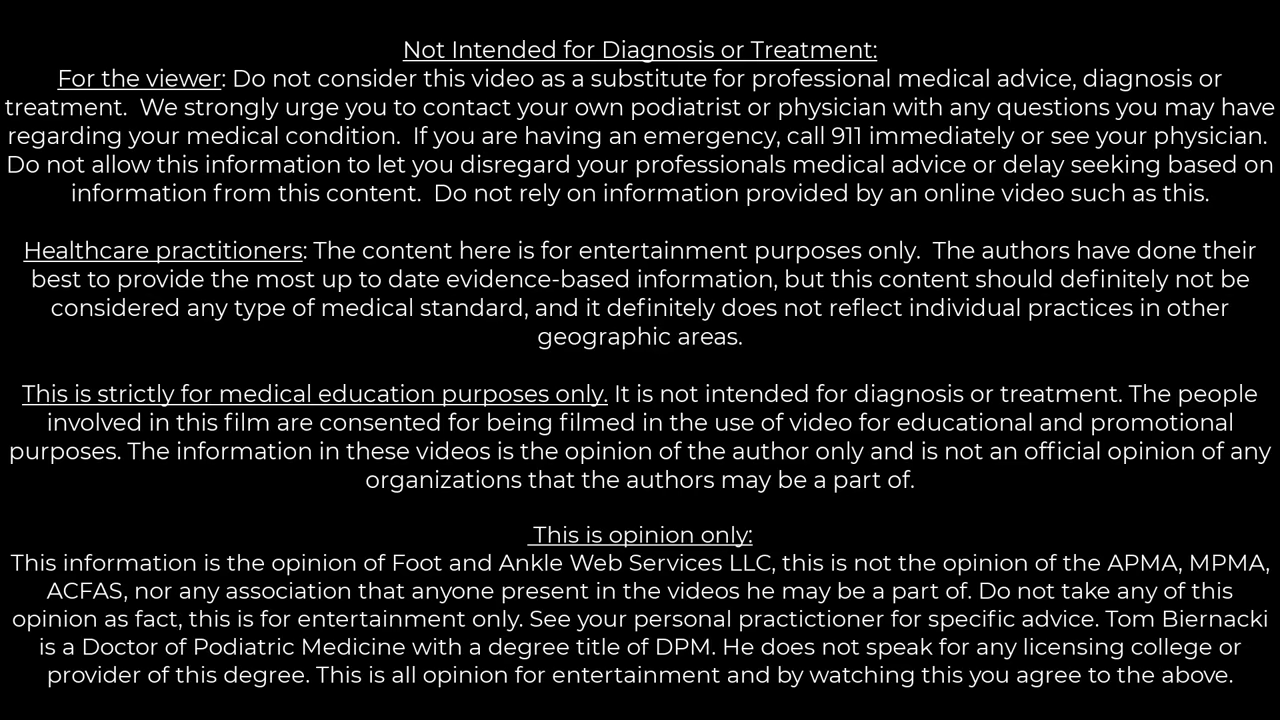 Not Intended for Diagnosis or Treatment:
For the viewer: Do not consider this video as a substitute for professional medical advice, diagnosis or
treatment.  We strongly urge you to contact your own podiatrist or physician with any questions you may have
regarding your medical condition.  If you are having an emergency, call 911 immediately or see your physician.
Do not allow this information to let you disregard your professionals medical advice or delay seeking based on
information from this content.  Do not rely on information provided by an online video such as this.
Healthcare practitioners: The content here is for entertainment purposes only.  The authors have done their
best to provide the most up to date evidence-based information, but this content should definitely not be
considered any type of medical standard, and it definitely does not reflect individual practices in other
geographic areas.
This is strictly for medical education purposes only. It is not intended for diagnosis or treatment. The people
involved in this film are consented for being filmed in the use of video for educational and promotional
purposes. The information in these videos is the opinion of the author only and is not an official opinion of any
organizations that the authors may be a part of.
This is opinion only:
This information is the opinion of Foot and Ankle Web Services LLC, this is not the opinion of the APMA, MPMA,
ACFAS, nor any association that anyone present in the videos he may be a part of. Do not take any of this
opinion as fact, this is for entertainment only. See your personal practictioner for specific advice. Tom Biernacki
is a Doctor of Podiatric Medicine with a degree title of DPM. He does not speak for any licensing college or
provider of this degree. This is all opinion for entertainment and by watching this you agree to the above.